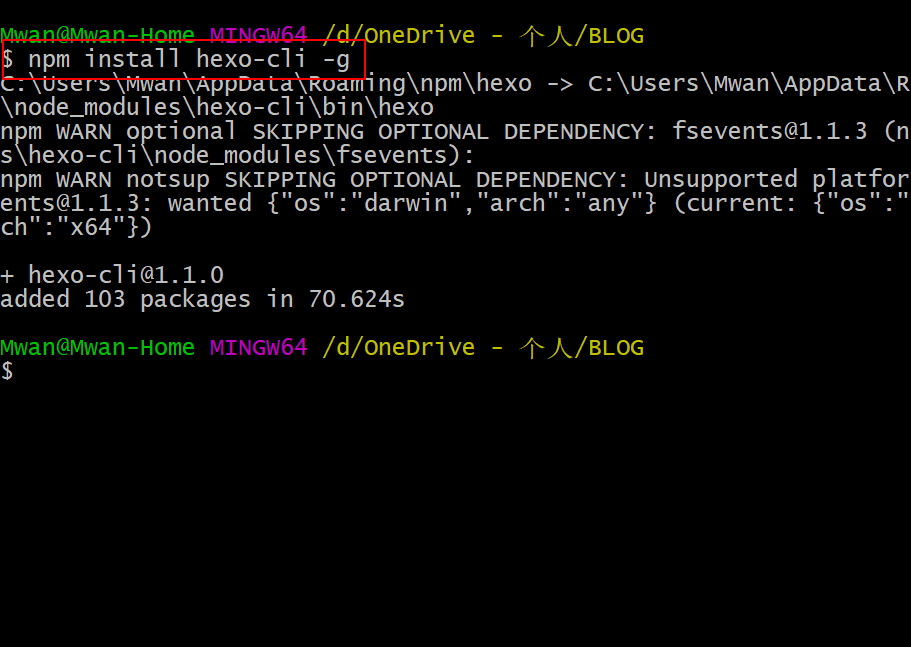 Mwan@Mwan-Home MINGW64 /d/OneDrive - 个人/BLOG
$ npm install hexo-cli -g
C:\Users\Mwan\AppData\Roaming\npm\hexo -> C:\Users\Mwan\AppData\R
\node_modules\hexo-cli\bin\hexo
npm WARN optional SKIPPING OPTIONAL DEPENDENCY: fsevents@1.1.3 (n
s\hexo-cli\node_modules\fsevents):
npm WARN notsup SKIPPING OPTIONAL DEPENDENCY: Unsupported platfor
ents@1.1.3: wanted {"os":"darwin","arch":"any"} (current: {"os":"
ch":"x64"})
+ hexo-cli@1.1.0
added 103 packages in 70.624s
Mwan@Mwan-Home MINGW64 /d/OneDrive - 个人/BLOG
$